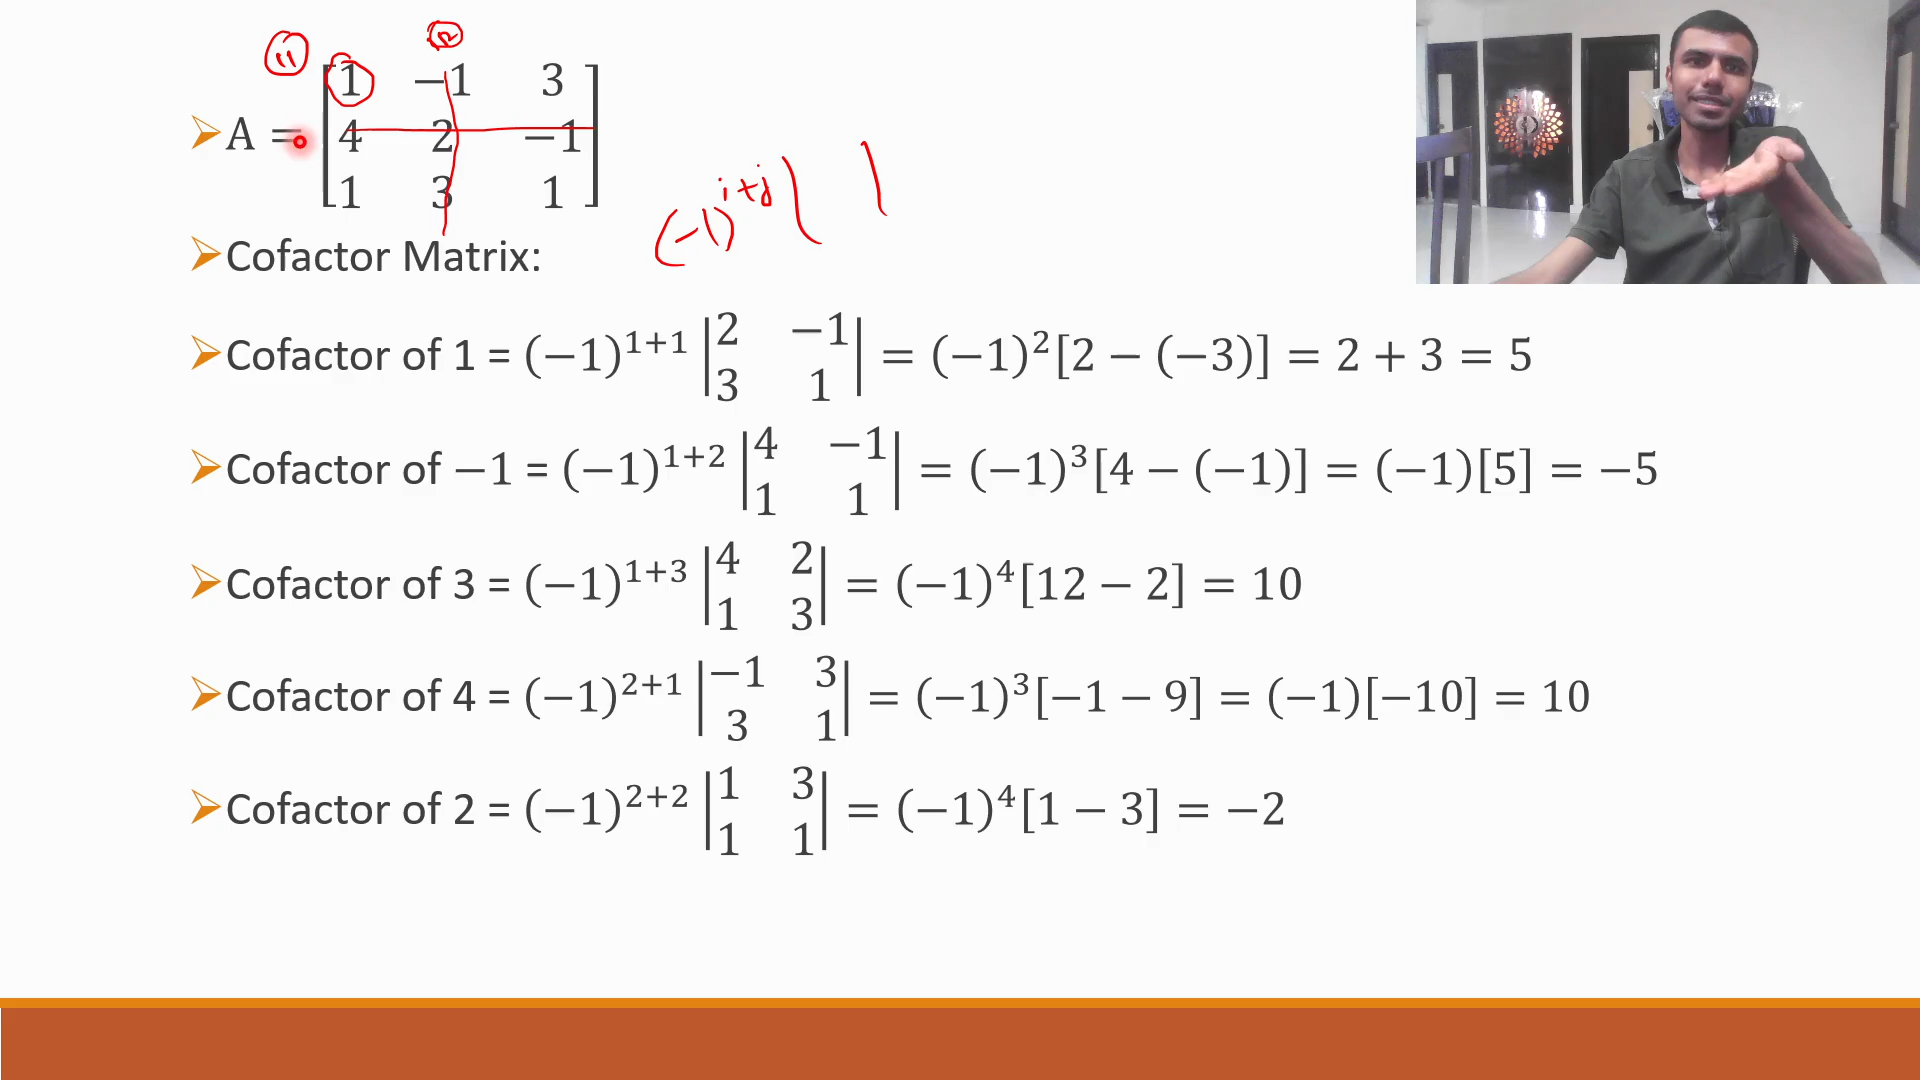 11
12
➢A = [1 −1 3
4 2 −1
1 3 1]
(−1)^{i+j} | |
➢Cofactor Matrix:
➢Cofactor of 1 = (−1)^{1+1} |2 −1; 3 1| = (−1)^2[2 − (−3)] = 2 + 3 = 5
➢Cofactor of −1 = (−1)^{1+2} |4 −1; 1 1| = (−1)^3[4 − (−1)] = (−1)[5] = −5
➢Cofactor of 3 = (−1)^{1+3} |4 2; 1 3| = (−1)^4[12 − 2] = 10
➢Cofactor of 4 = (−1)^{2+1} |−1 3; 3 1| = (−1)^3[−1 − 9] = (−1)[−10] = 10
➢Cofactor of 2 = (−1)^{2+2} |1 3; 1 1| = (−1)^4[1 − 3] = −2